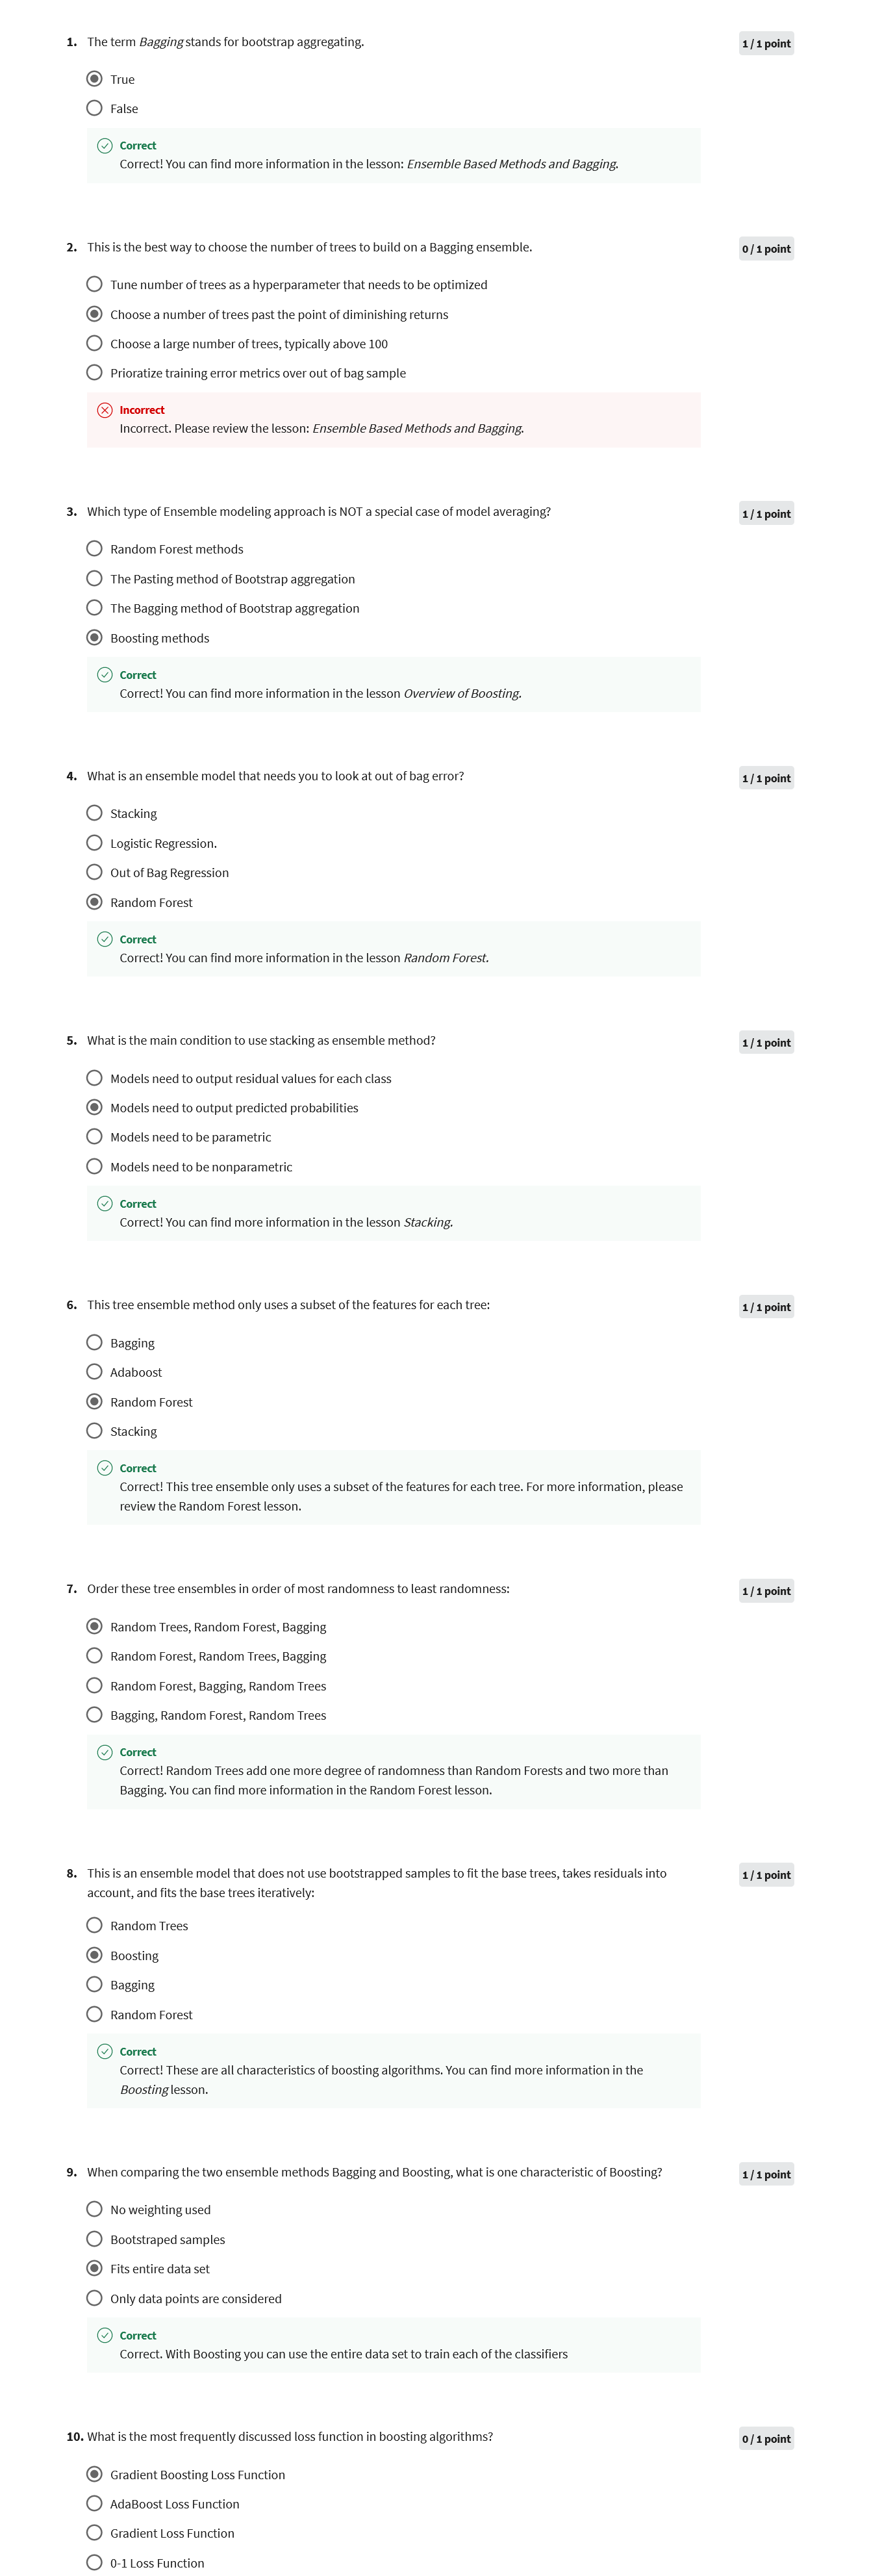 1. The term Bagging stands for bootstrap aggregating.
1 / 1 point
True
False
Correct
Correct! You can find more information in the lesson: Ensemble Based Methods and Bagging.
2. This is the best way to choose the number of trees to build on a Bagging ensemble.
0 / 1 point
Tune number of trees as a hyperparameter that needs to be optimized
Choose a number of trees past the point of diminishing returns
Choose a large number of trees, typically above 100
Prioratize training error metrics over out of bag sample
Incorrect
Incorrect. Please review the lesson: Ensemble Based Methods and Bagging.
3. Which type of Ensemble modeling approach is NOT a special case of model averaging?
1 / 1 point
Random Forest methods
The Pasting method of Bootstrap aggregation
The Bagging method of Bootstrap aggregation
Boosting methods
Correct
Correct! You can find more information in the lesson Overview of Boosting.
4. What is an ensemble model that needs you to look at out of bag error?
1 / 1 point
Stacking
Logistic Regression.
Out of Bag Regression
Random Forest
Correct
Correct! You can find more information in the lesson Random Forest.
5. What is the main condition to use stacking as ensemble method?
1 / 1 point
Models need to output residual values for each class
Models need to output predicted probabilities
Models need to be parametric
Models need to be nonparametric
Correct
Correct! You can find more information in the lesson Stacking.
6. This tree ensemble method only uses a subset of the features for each tree:
1 / 1 point
Bagging
Adaboost
Random Forest
Stacking
Correct
Correct! This tree ensemble only uses a subset of the features for each tree. For more information, please
review the Random Forest lesson.
7. Order these tree ensembles in order of most randomness to least randomness:
1 / 1 point
Random Trees, Random Forest, Bagging
Random Forest, Random Trees, Bagging
Random Forest, Bagging, Random Trees
Bagging, Random Forest, Random Trees
Correct
Correct! Random Trees add one more degree of randomness than Random Forests and two more than
Bagging. You can find more information in the Random Forest lesson.
8. This is an ensemble model that does not use bootstrapped samples to fit the base trees, takes residuals into
account, and fits the base trees iteratively:
1 / 1 point
Random Trees
Boosting
Bagging
Random Forest
Correct
Correct! These are all characteristics of boosting algorithms. You can find more information in the
Boosting lesson.
9. When comparing the two ensemble methods Bagging and Boosting, what is one characteristic of Boosting?
1 / 1 point
No weighting used
Bootstraped samples
Fits entire data set
Only data points are considered
Correct
Correct. With Boosting you can use the entire data set to train each of the classifiers
10. What is the most frequently discussed loss function in boosting algorithms?
0 / 1 point
Gradient Boosting Loss Function
AdaBoost Loss Function
Gradient Loss Function
0-1 Loss Function